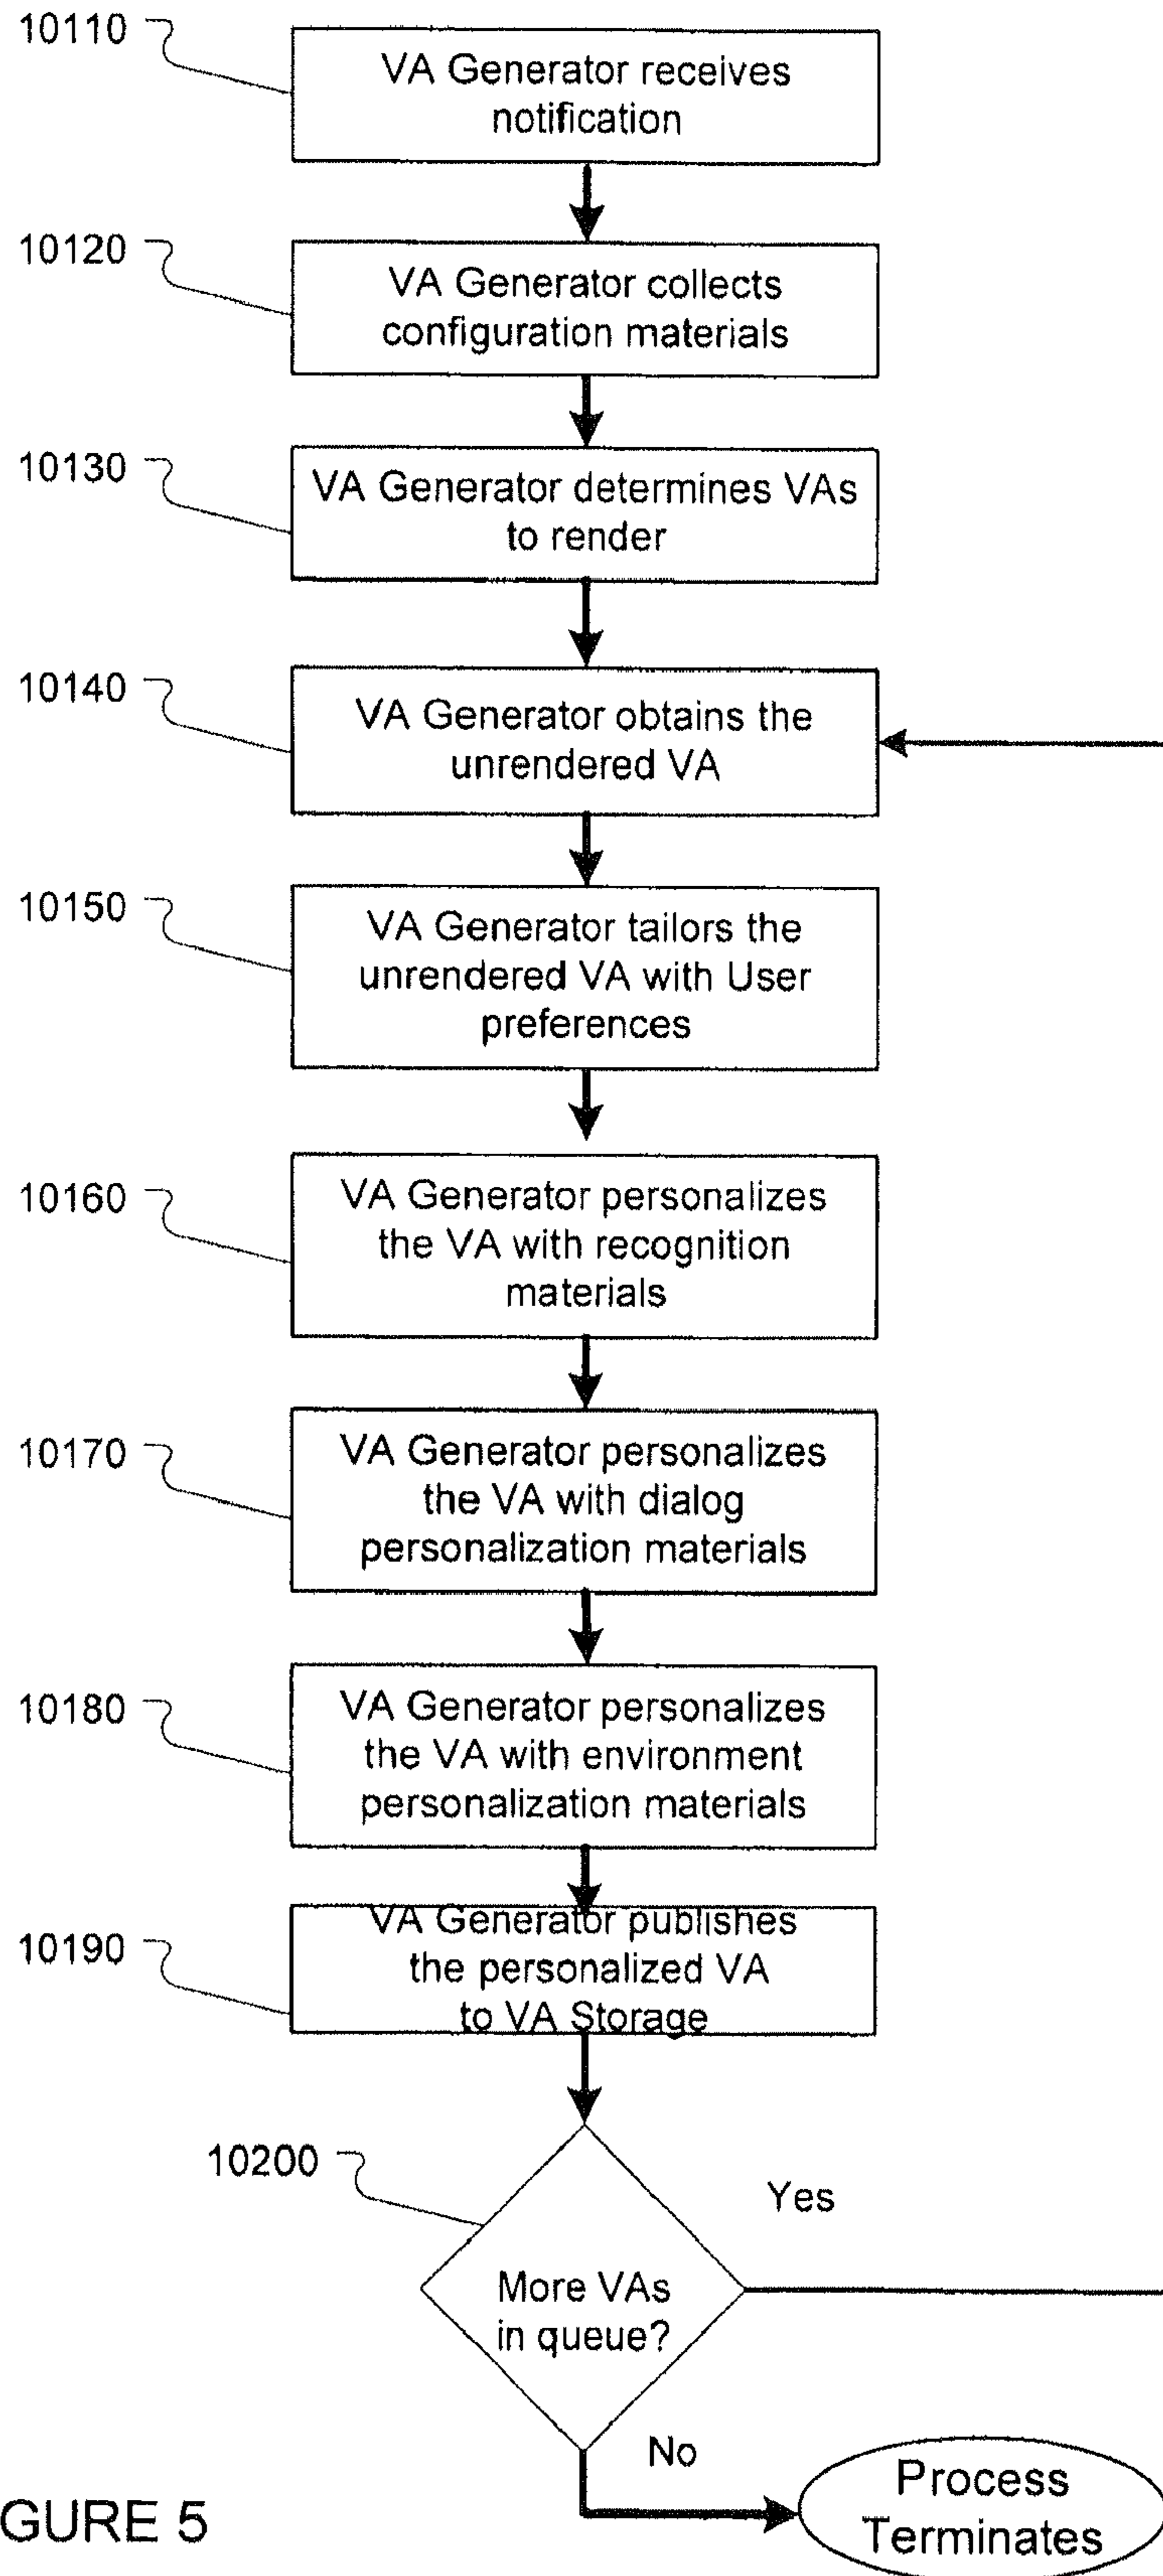 10110
VA Generator receives
notification
10120
VA Generator collects
configuration materials
10130
VA Generator determines VAs
to render
10140
VA Generator obtains the
unrendered VA
10150
VA Generator tailors the
unrendered VA with User
preferences
10160
VA Generator personalizes
the VA with recognition
materials
10170
VA Generator personalizes
the VA with dialog
personalization materials
10180
VA Generator personalizes
the VA with environment
personalization materials
10190
VA Generator publishes
the personalized VA
to VA Storage
10200
Yes
More VAs
in queue?
No
Process
Terminates
GURE 5